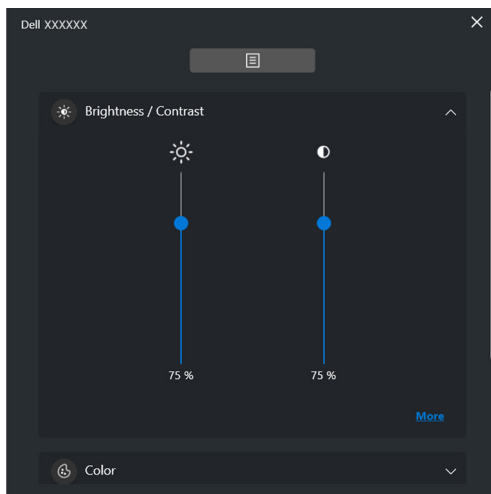 Dell XXXXXX
Brightness / Contrast
75 % 75 %
More
Color